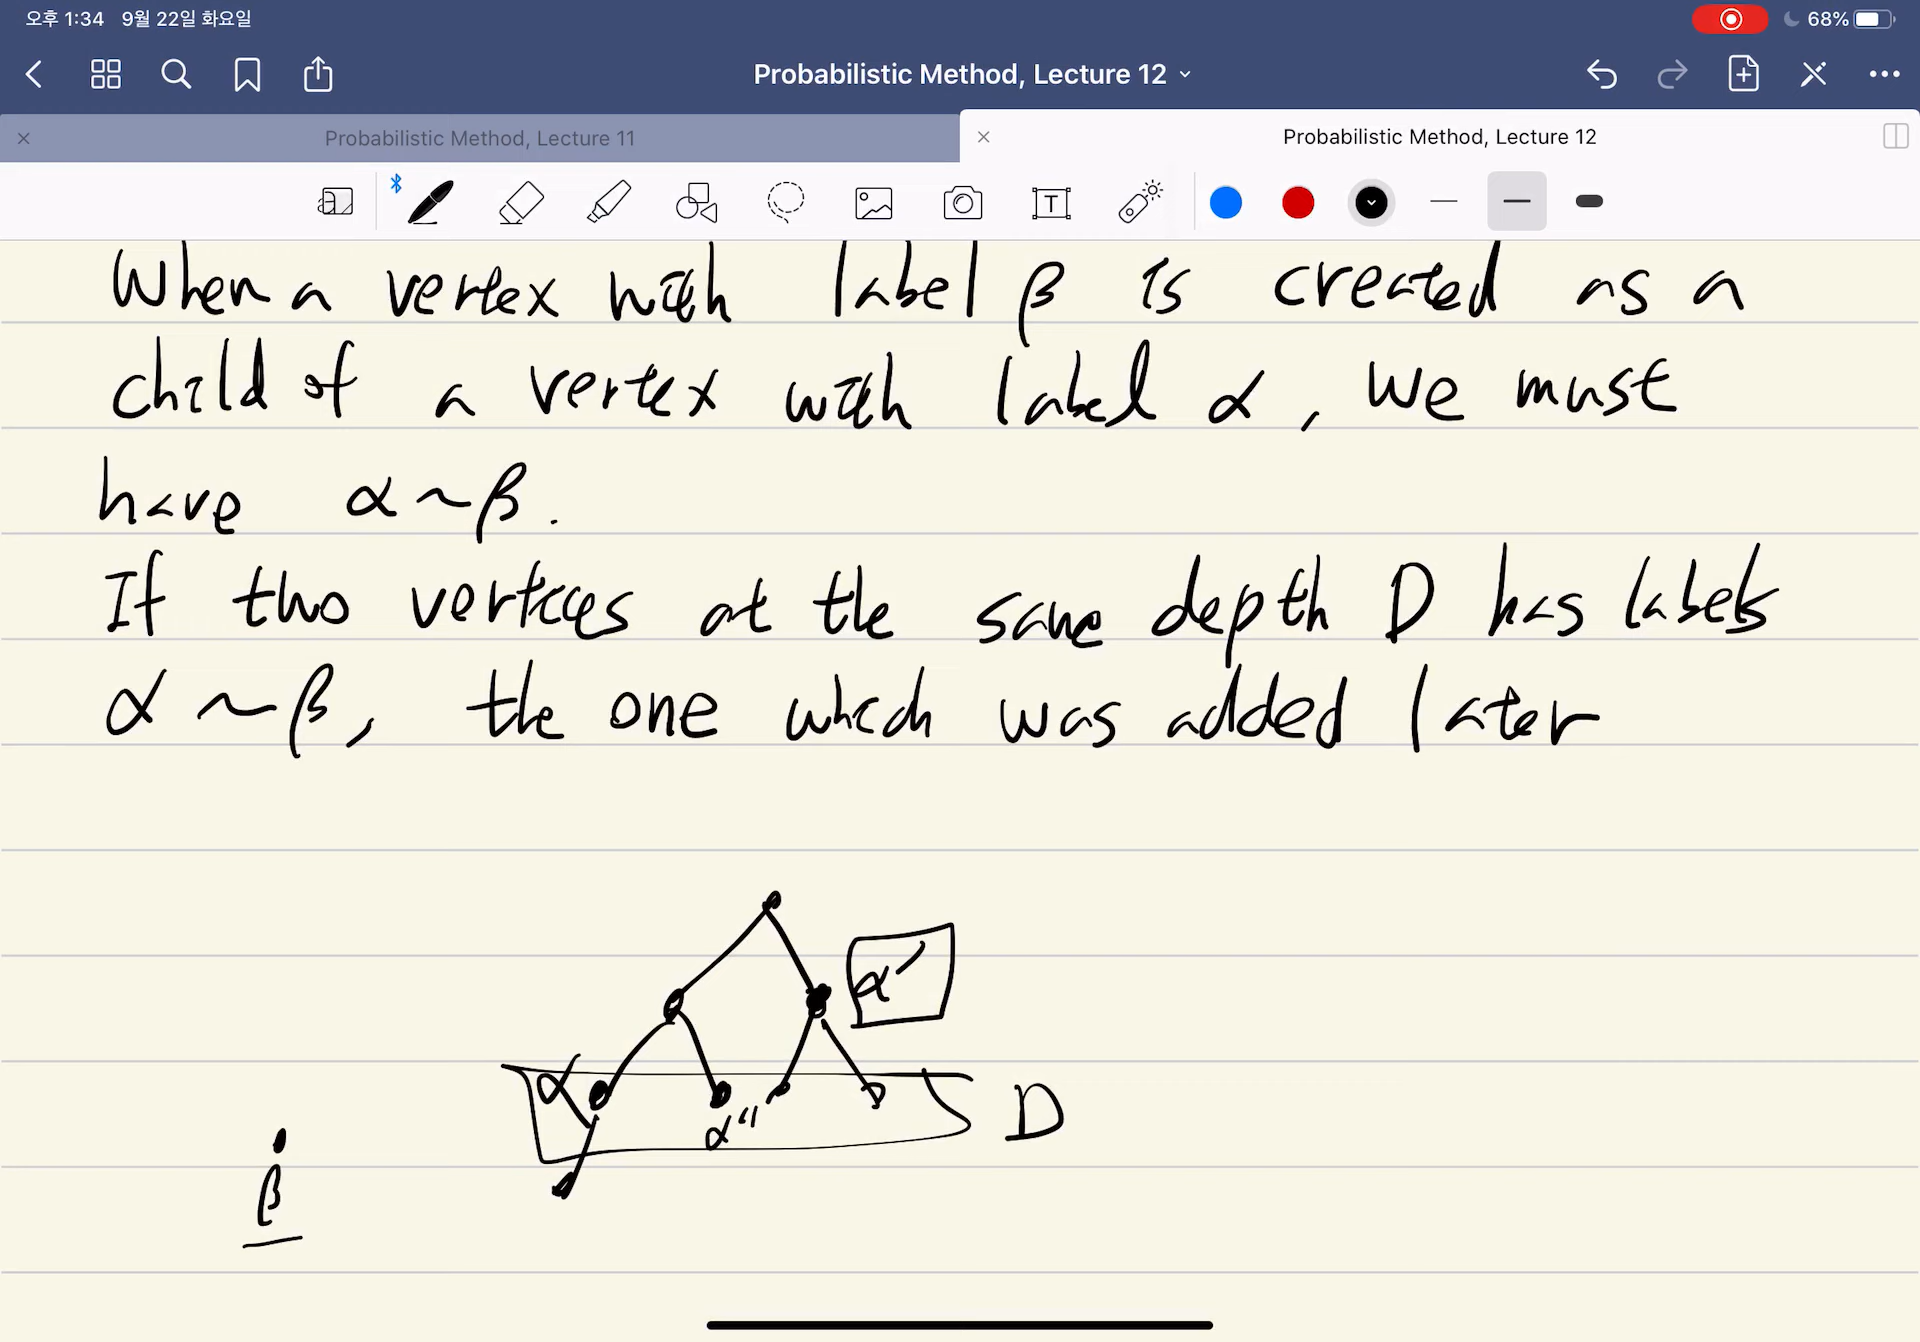 오후 1:34 9월 22일 화요일
68%
Probabilistic Method, Lecture 12
Probabilistic Method, Lecture 11
Probabilistic Method, Lecture 12
When a vertex with label β is created as a
child of a vertex with label α, we must
have α ~ β.
If two vertices at the same depth D has labels
α ~ β, the one which was added later
α'
α
α"
D
β